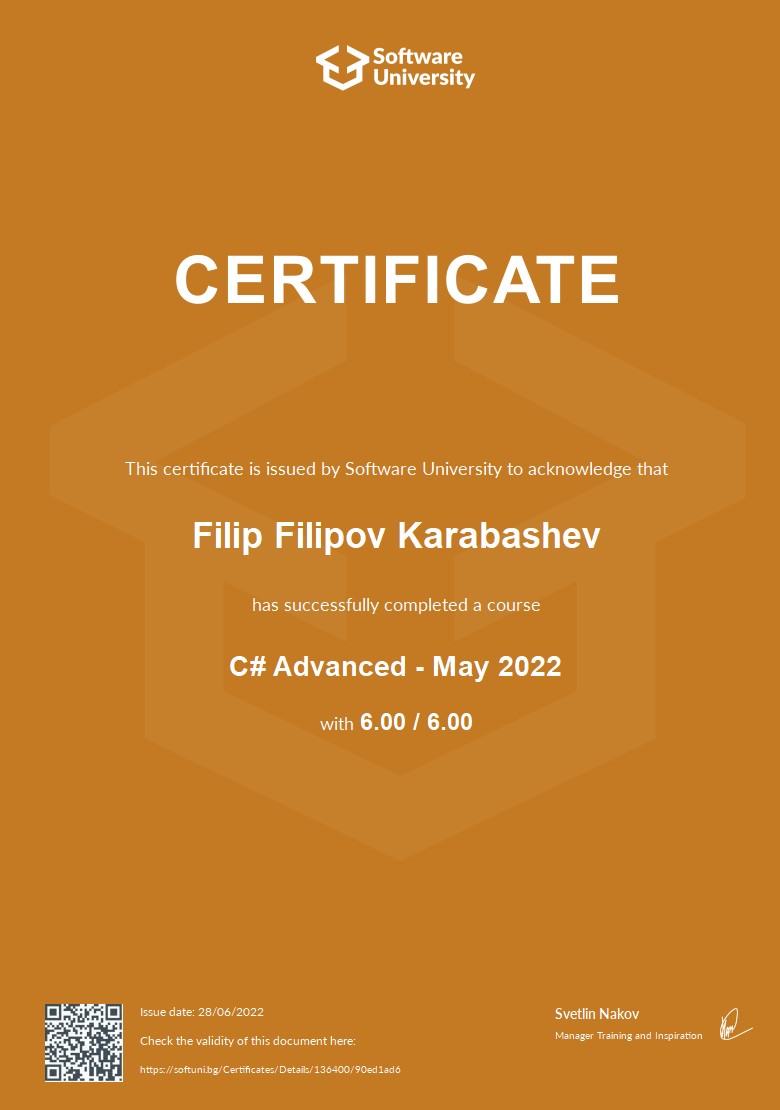 Software
University
CERTIFICATE
This certificate is issued by Software University to acknowledge that
Filip Filipov Karabashev
has successfully completed a course
C# Advanced - May 2022
with 6.00 / 6.00
Issue date: 28/06/2022
Check the validity of this document here:
https://softuni.bg/Certificates/Details/136400/90ed1ad6
Svetlin Nakov
Manager Training and Inspiration